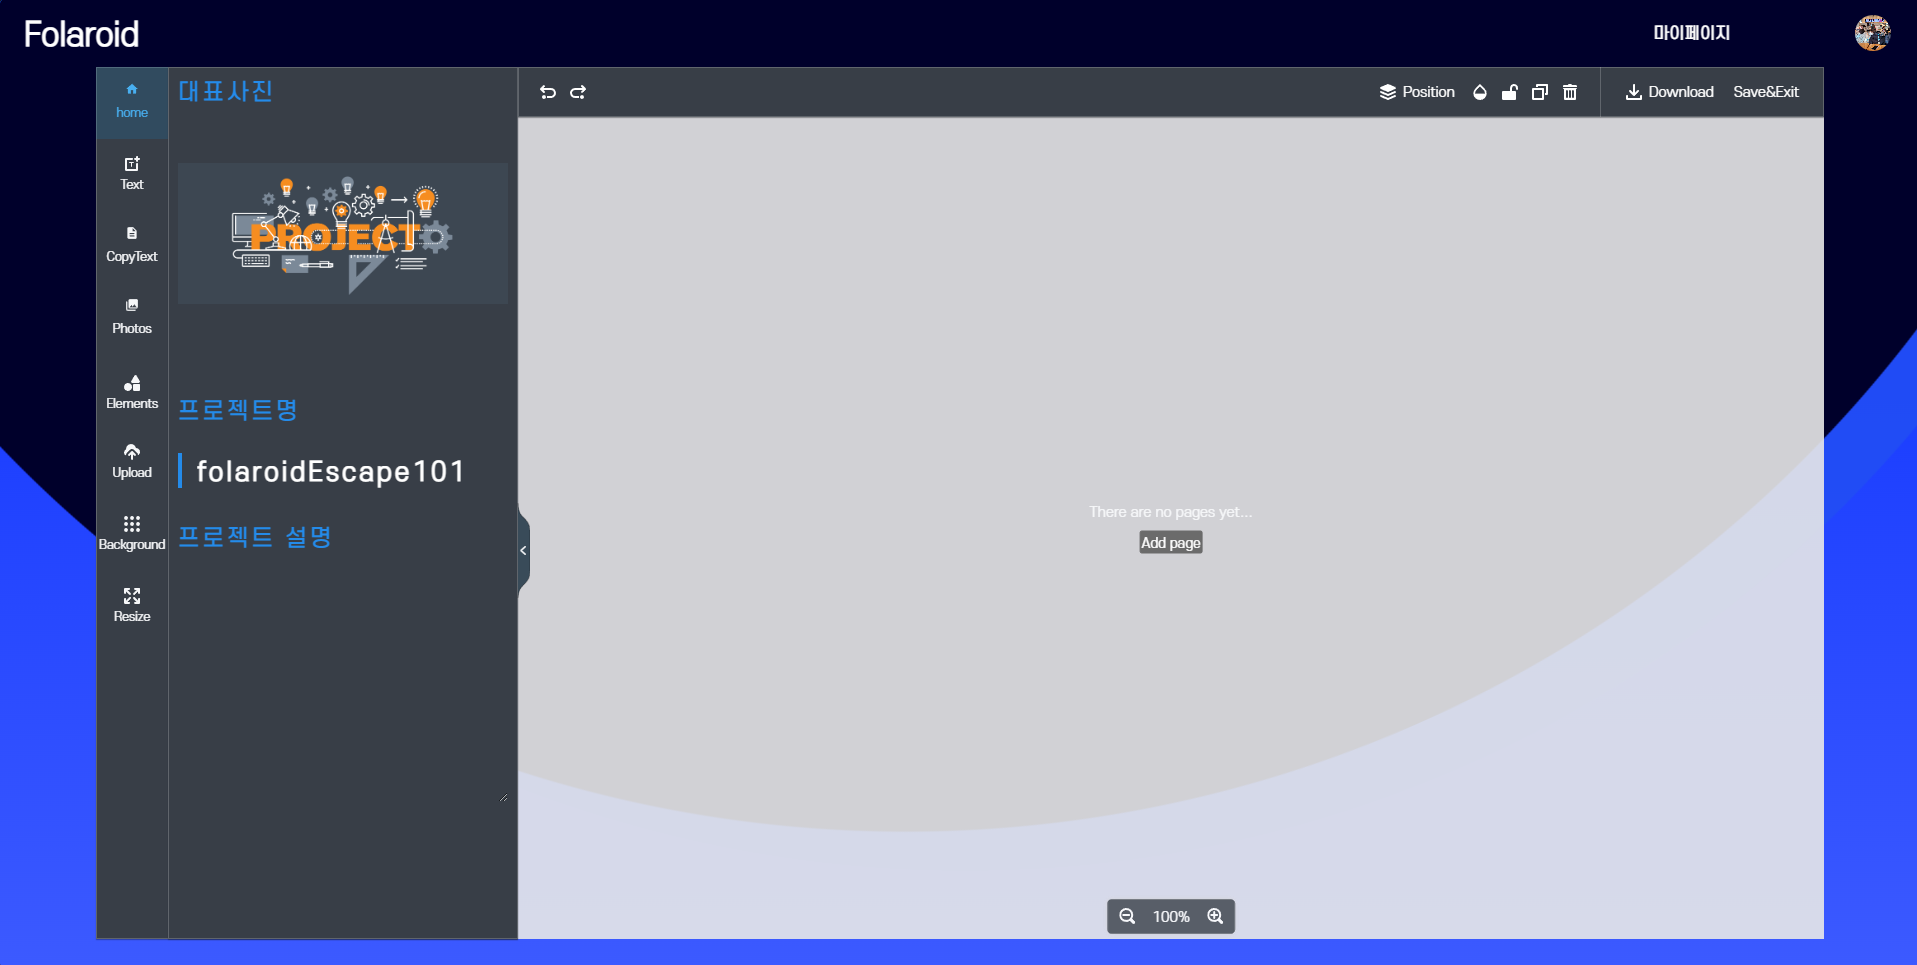 Folaroid
마이페이지
home
Text
CopyText
Photos
Elements
Upload
Background
Resize
대표사진
PROJECT
프로젝트명
folaroidEscape101
프로젝트 설명
Position
Download
Save&Exit
There are no pages yet...
Add page
100%